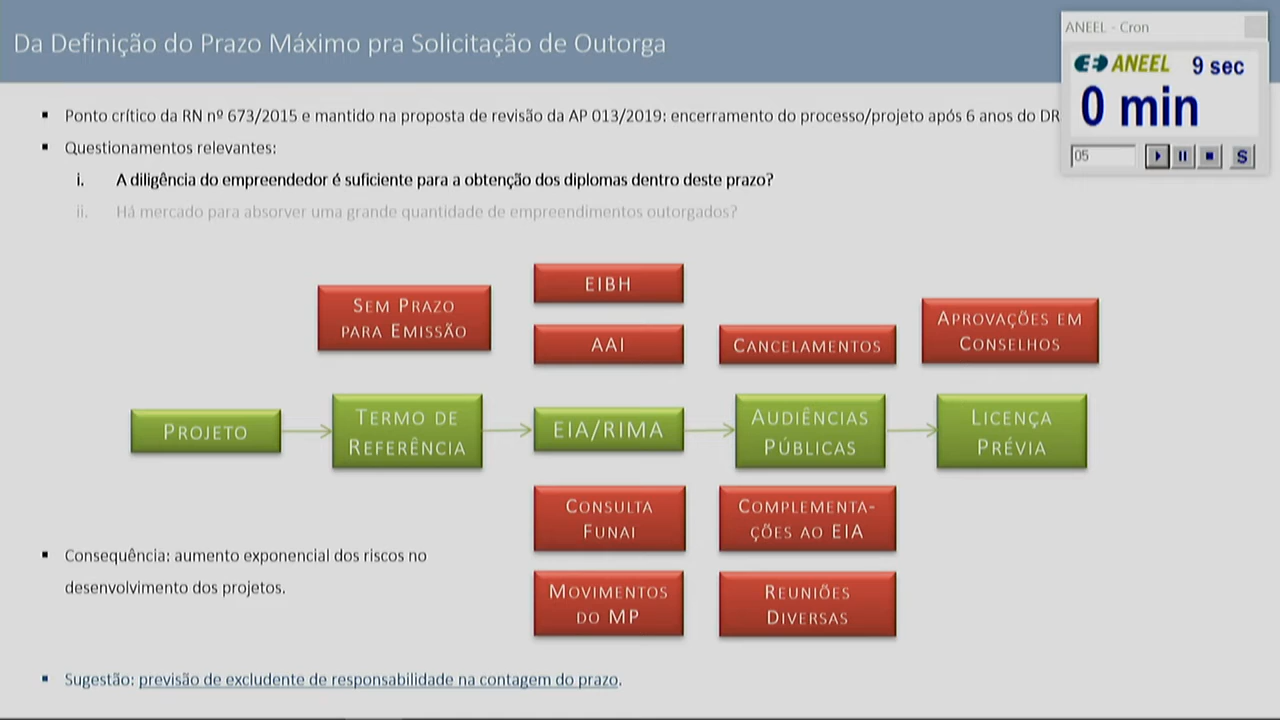 Da Definição do Prazo Máximo pra Solicitação de Outorga
ANEEL - Cron
ANEEL 9 sec
0 min
05
S
▪ Ponto crítico da RN nº 673/2015 e mantido na proposta de revisão da AP 013/2019: encerramento do processo/projeto após 6 anos do DR
▪ Questionamentos relevantes:
i. A diligência do empreendedor é suficiente para a obtenção dos diplomas dentro deste prazo?
ii. Há mercado para absorver uma grande quantidade de empreendimentos outorgados?
SEM PRAZO
PARA EMISSÃO
EIBH
AAI
CANCELAMENTOS
APROVAÇÕES EM
CONSELHOS
PROJETO
TERMO DE
REFERÊNCIA
EIA/RIMA
AUDIÊNCIAS
PÚBLICAS
LICENÇA
PRÉVIA
CONSULTA
FUNAI
COMPLEMENTA-
ÇÕES AO EIA
MOVIMENTOS
DO MP
REUNIÕES
DIVERSAS
▪ Consequência: aumento exponencial dos riscos no
desenvolvimento dos projetos.
▪ Sugestão: previsão de excludente de responsabilidade na contagem do prazo.